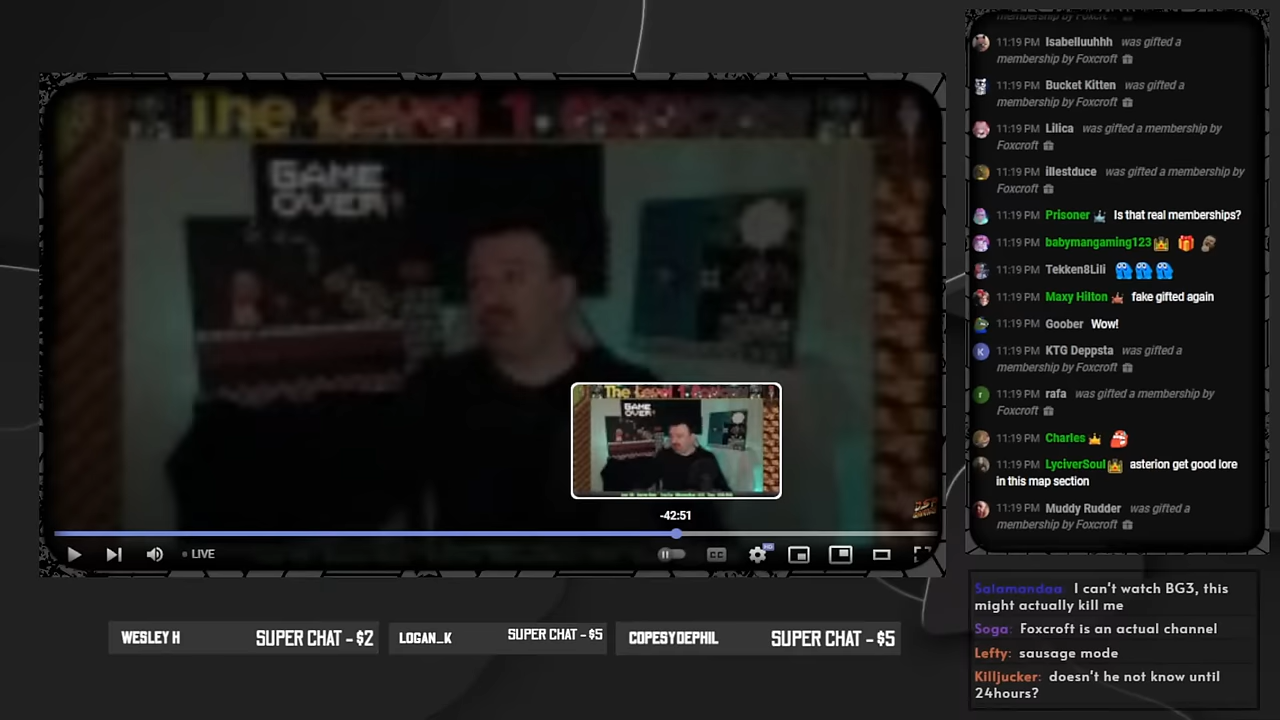 The Level 1
GAME
OVER!
The Level 1
GAME
OVER!
-42:51
LIVE
CC
HD
WESLEY H
SUPER CHAT - $2
LOGAN_K
SUPER CHAT - $5
COPESYDEPHIL
SUPER CHAT - $5
11:19 PM Isabelluuhhh was gifted a
membership by Foxcroft
11:19 PM Bucket Kitten was gifted a
membership by Foxcroft
11:19 PM Lilica was gifted a membership by
Foxcroft
11:19 PM illestduce was gifted a membership by
Foxcroft
11:19 PM Prisoner Is that real memberships?
11:19 PM babymangaming123
11:19 PM Tekken8Lili
11:19 PM Maxy Hilton fake gifted again
11:19 PM Goober Wow!
K 11:19 PM KTG Deppsta was gifted a
membership by Foxcroft
r 11:19 PM rafa was gifted a membership by
Foxcroft
11:19 PM Charles
11:19 PM LyciverSoul asterion get good lore
in this map section
11:19 PM Muddy Rudder was gifted a
membership by Foxcroft
Salamandaa: I can't watch BG3, this
might actually kill me
Soga: Foxcroft is an actual channel
Lefty: sausage mode
Killjucker: doesn't he not know until
24hours?